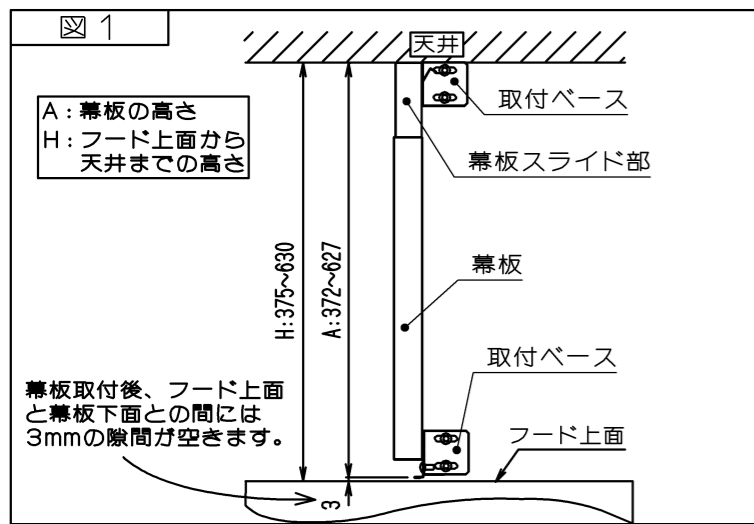 図1
天井
A:幕板の高さ
H:フード上面から
天井までの高さ
取付ベース
幕板スライド部
H:375~630
A:372~627
幕板
取付ベース
幕板取付後、フード上面
と幕板下面との間には
3mmの隙間が空きます。
フード上面
3